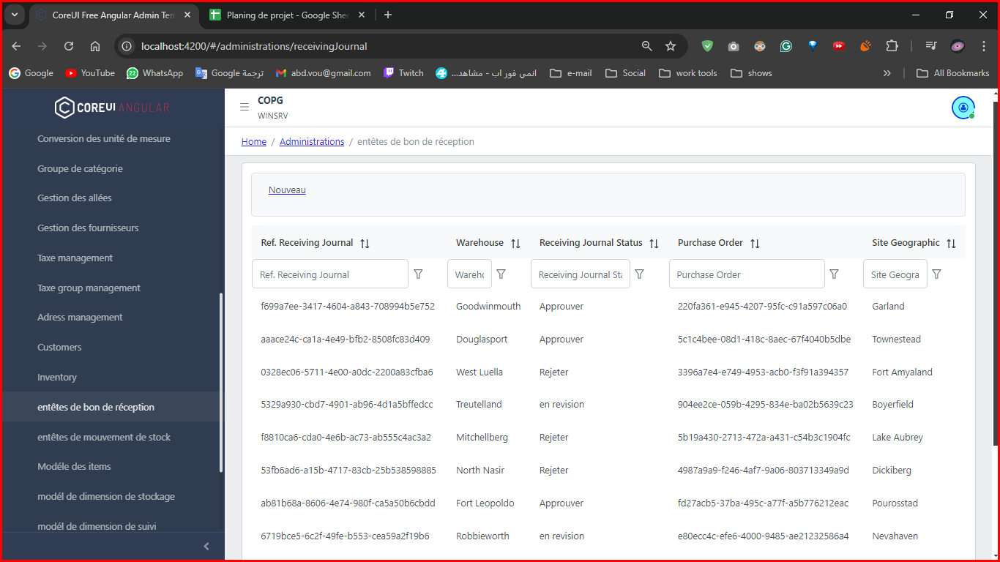 CoreUI Free Angular Admin Tem
Planing de projet - Google Shee
localhost:4200/#/administrations/receivingJournal
Google
YouTube
22
WhatsApp
Google ترجمة
abd.vou@gmail.com
Twitch
انمي فور اب - مشاهد...
e-mail
Social
work tools
shows
All Bookmarks
COREUI ANGULAR
Conversion des unité de mesure
Groupe de catégorie
Gestion des allées
Gestion des fournisseurs
Taxe management
Taxe group management
Adress management
Customers
Inventory
entêtes de bon de réception
entêtes de mouvement de stock
Modéle des items
modél de dimension de stockage
modél de dimension de suivi
COPG
WINSRV
Home / Administrations / entêtes de bon de réception
Nouveau
Ref. Receiving Journal Warehouse Receiving Journal Status Purchase Order Site Geographic
Ref. Receiving Journal Warehc Receiving Journal Sta Purchase Order Site Geogra
f699a7ee-3417-4604-a843-708994b5e752 Goodwinmouth Approuver 220fa361-e945-4207-95fc-c91a597c06a0 Garland
aaace24c-ca1a-4e49-bfb2-8508fc83d409 Douglasport Approuver 5c1c4bee-08d1-418c-8aec-67f4040b5dbe Townestead
0328ec06-5711-4e00-a0dc-2200a83cfba6 West Luella Rejeter 3396a7e4-e749-4953-acb0-f3f91a394357 Fort Amyaland
5329a930-cbd7-4901-ab96-4d1a5bffedcc Treutelland en revision 904ee2ce-059b-4295-834e-ba02b5639c23 Boyerfield
f8810ca6-cda0-4e6b-ac73-ab555c4ac3a2 Mitchellberg Rejeter 5b19a430-2713-472a-a431-c54b3c1904fc Lake Aubrey
53fb6ad6-a15b-4717-83cb-25b538598885 North Nasir Rejeter 4987a9a9-f246-4af7-9a06-803713349a9d Dickiberg
ab81b68a-8606-4e74-980f-ca5a50b6cbdd Fort Leopoldo Approuver fd27acb5-37ba-495c-a77f-a5b776212eac Pourosstad
6719bce5-6c2f-49fe-b553-cea59a2f19b6 Robbieworth en revision e80ecc4c-efe6-4000-9485-ae21232586a4 Nevahaven